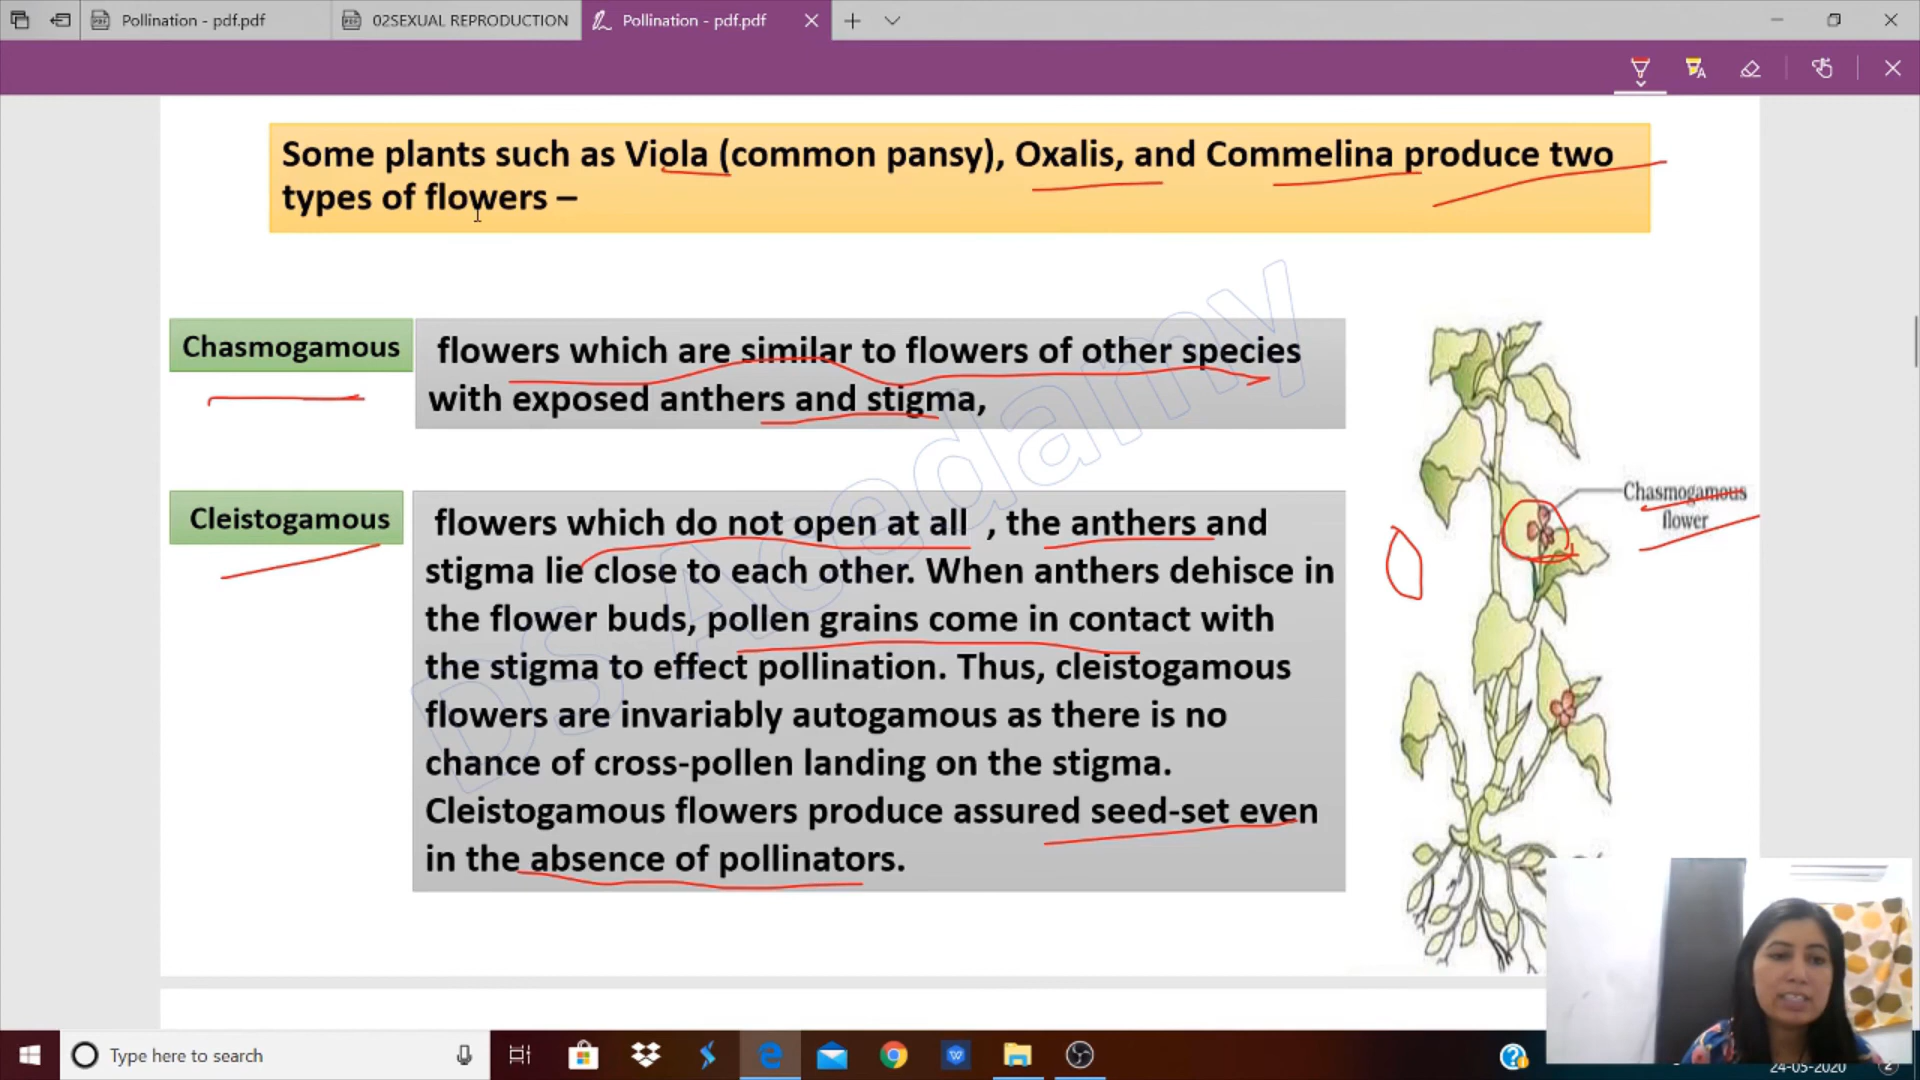 Pollination - pdf.pdf
02SEXUAL REPRODUCTION
Pollination - pdf.pdf
Some plants such as Viola (common pansy), Oxalis, and Commelina produce two
types of flowers –
Chasmogamous
flowers which are similar to flowers of other species
with exposed anthers and stigma,
Cleistogamous
flowers which do not open at all , the anthers and
stigma lie close to each other. When anthers dehisce in
the flower buds, pollen grains come in contact with
the stigma to effect pollination. Thus, cleistogamous
flowers are invariably autogamous as there is no
chance of cross-pollen landing on the stigma.
Cleistogamous flowers produce assured seed-set even
in the absence of pollinators.
Chasmogamous
flower
DS Acedamy
Type here to search
24-05-2020
2